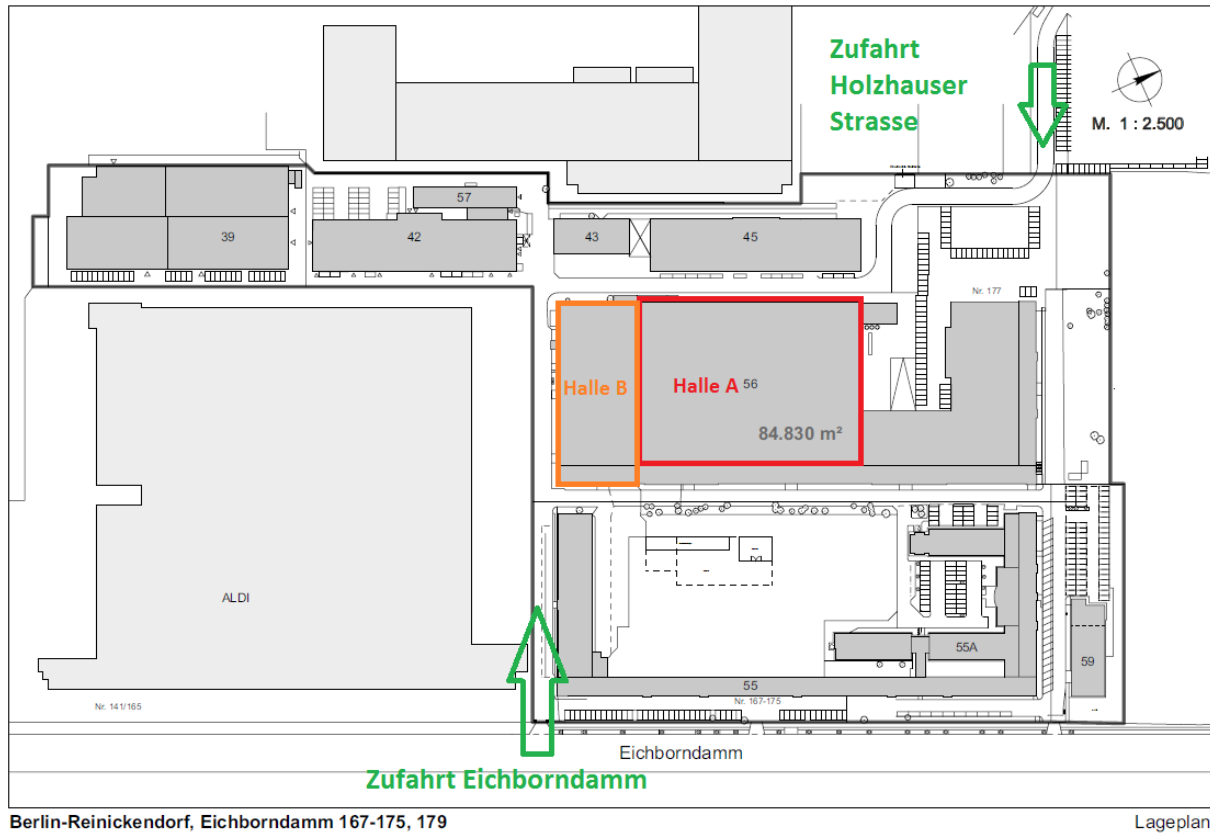 Zufahrt
Holzhauser
Strasse
M. 1 : 2.500
57
39
42
43
45
Nr. 177
Halle B
Halle A 56
84.830 m²
ALDI
55A
59
55
Nr. 141/165
Nr. 167-175
Eichborndamm
Zufahrt Eichborndamm
Berlin-Reinickendorf, Eichborndamm 167-175, 179
Lageplan